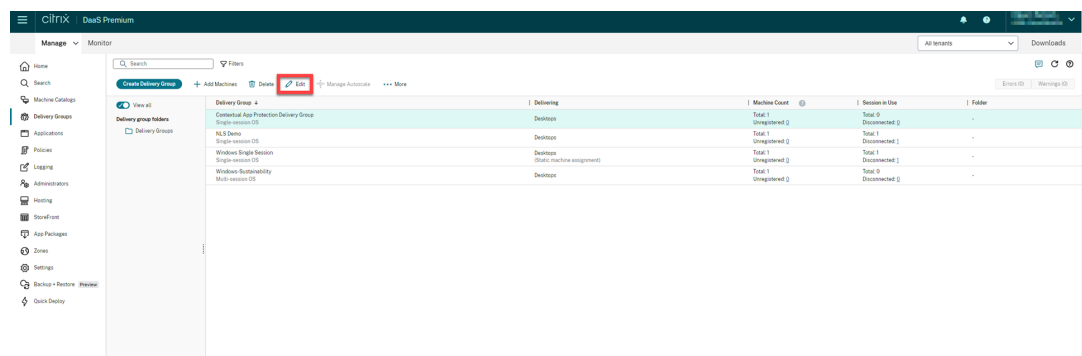 citrix | DaaS Premium
Manage Monitor
All tenants Downloads
Home
Search
Machine Catalogs
Delivery Groups
Applications
Policies
Logging
Administrators
Hosting
StoreFront
App Packages
Zones
Settings
Backup + Restore Preview
Quick Deploy
Search Filters
Create Delivery Group Add Machines Delete Edit Manage Autoscale More Errors (0) Warnings (0)
View all
Delivery group folders
Delivery Groups
Delivery Group ↓ Delivering Machine Count Session in Use Folder
Contextual App Protection Delivery Group Desktops Total: 1 Total: 0 -
Single-session OS Unregistered: 0 Disconnected: 0
NLS Demo Desktops Total: 1 Total: 1 -
Single-session OS Unregistered: 0 Disconnected: 1
Windows Single Session Desktops Total: 1 Total: 1 -
Single-session OS (Static machine assignment) Unregistered: 0 Disconnected: 1
Windows-Sustainability Desktops Total: 1 Total: 0 -
Multi-session OS Unregistered: 0 Disconnected: 0